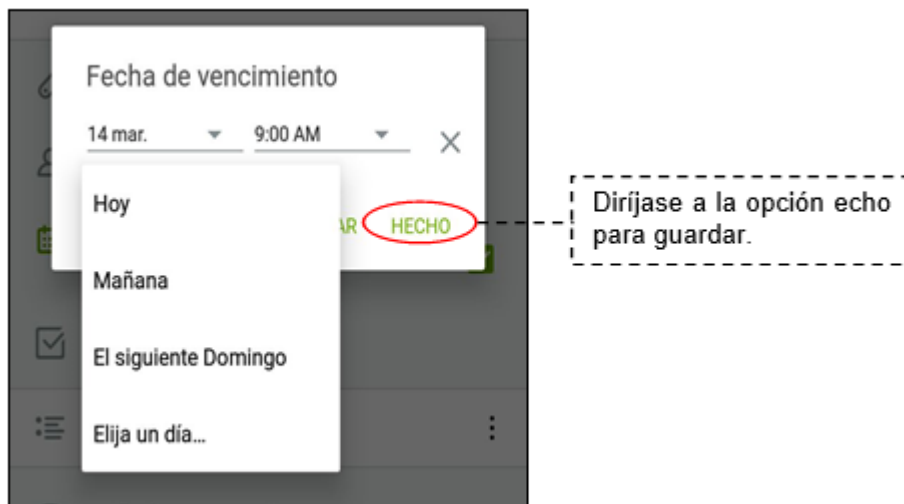 Fecha de vencimiento
14 mar. 9:00 AM
Hoy
AR HECHO
Mañana
El siguiente Domingo
Elija un día...
Diríjase a la opción echo
para guardar.